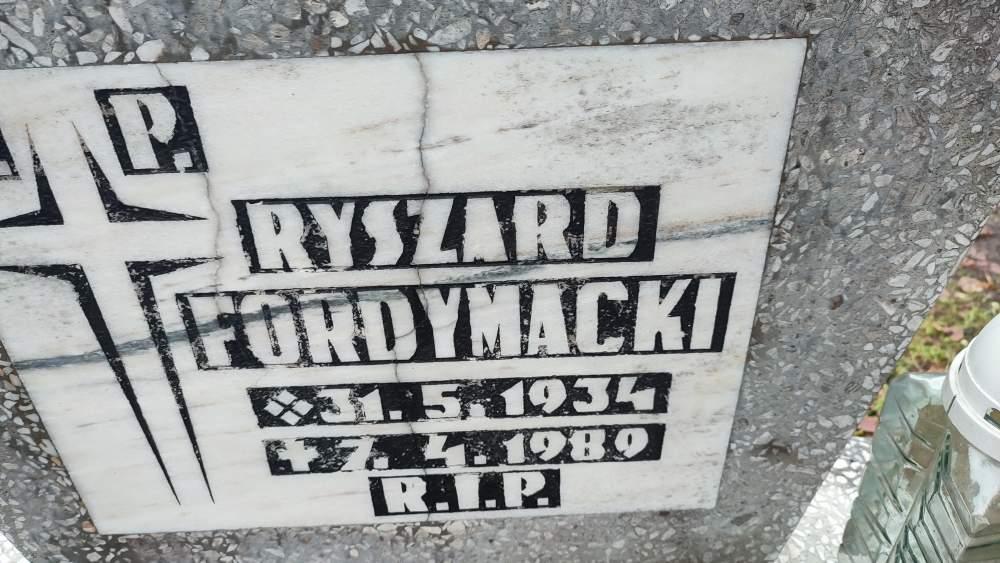 . P.
RYSZARD
FORDYMACKI
31. 5. 1934
7. 4. 1989
R.I.P.